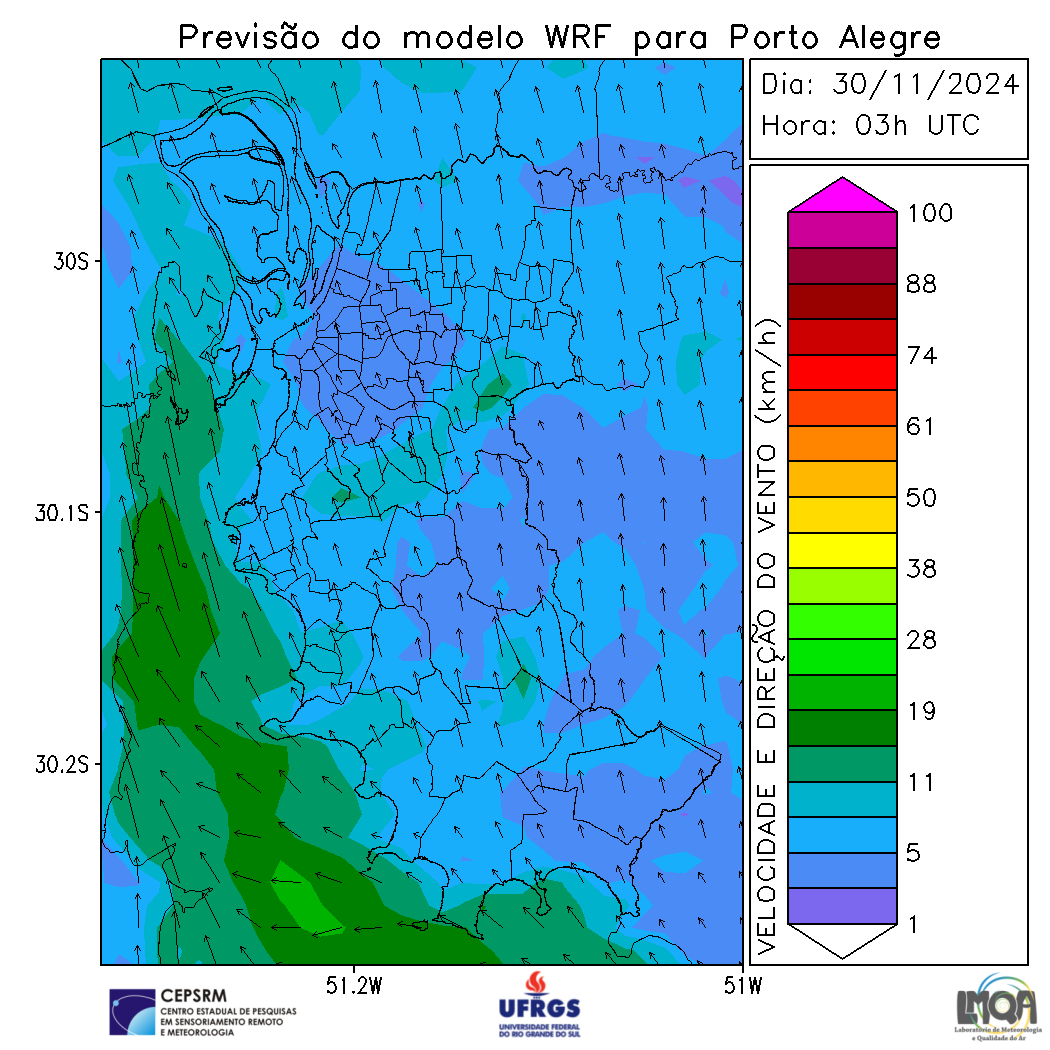 Previsão do modelo WRF para Porto Alegre
Dia: 30/11/2024
Hora: 03h UTC
30S
30.1S
30.2S
51.2W
51W
VELOCIDADE E DIREÇÃO DO VENTO (km/h)
100
88
74
61
50
38
28
19
11
5
1
CEPSRM
CENTRO ESTADUAL DE PESQUISAS
EM SENSORIAMENTO REMOTO
E METEOROLOGIA
UFRGS
UNIVERSIDADE FEDERAL
DO RIO GRANDE DO SUL
LMQA
Laboratório de Meteorologia
e Qualidade do Ar